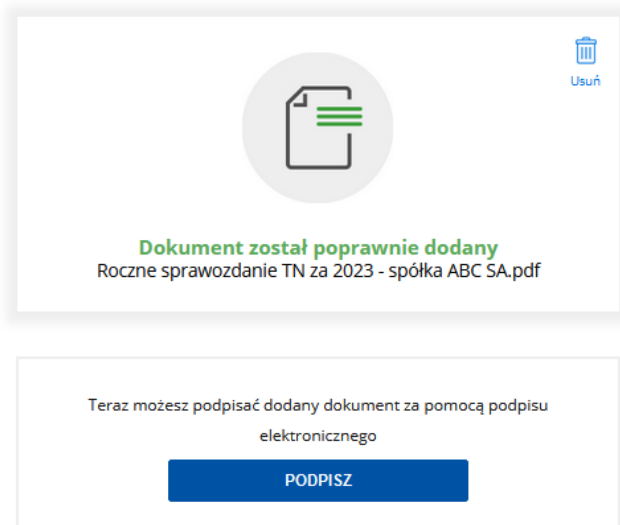 Usuń
Dokument został poprawnie dodany
Roczne sprawozdanie TN za 2023 - spółka ABC SA.pdf
Teraz możesz podpisać dodany dokument za pomocą podpisu
elektronicznego
PODPISZ